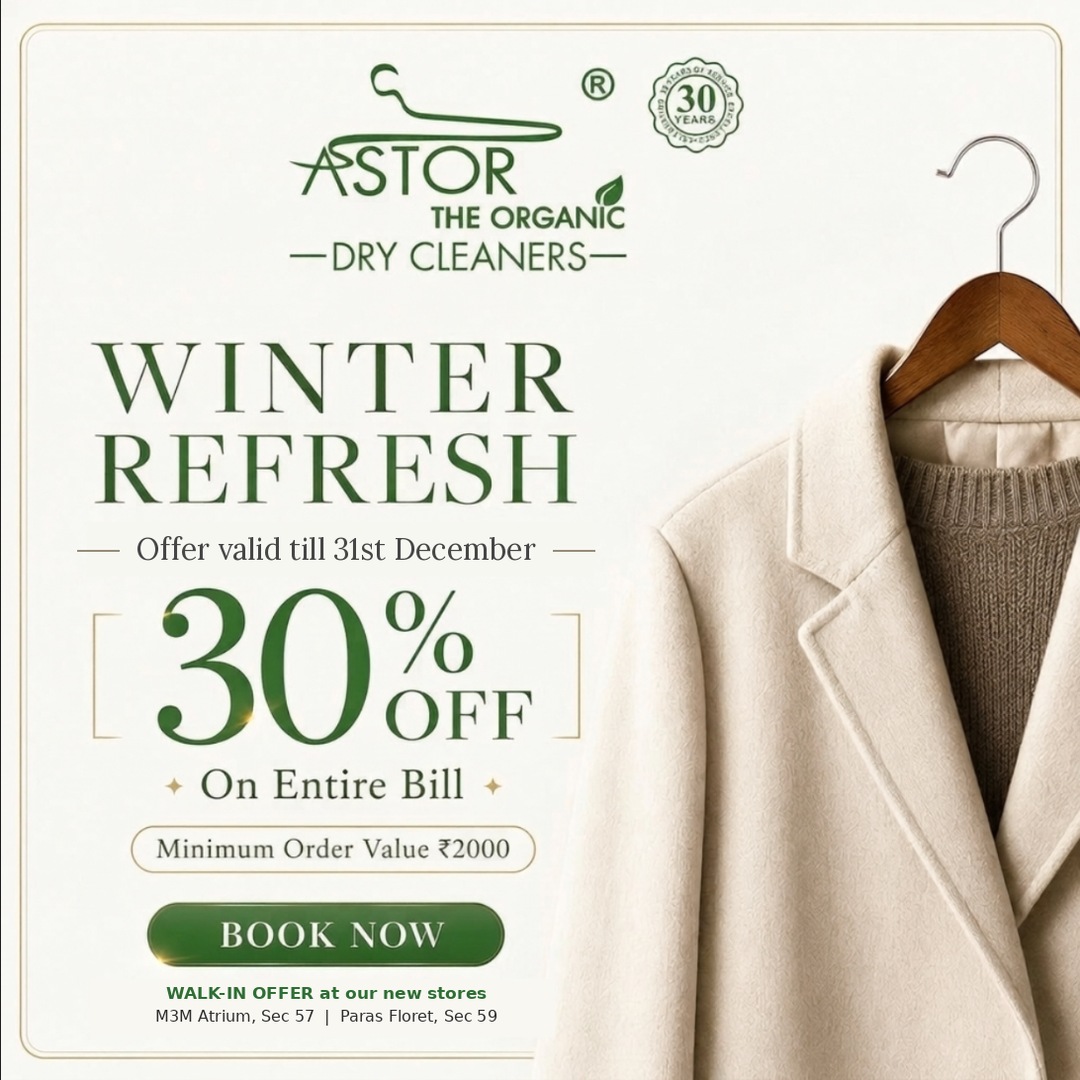 ASTOR
®
THE ORGANIC
DRY CLEANERS
30
YEARS
WINTER
REFRESH
Offer valid till 31st December
30%
OFF
On Entire Bill
Minimum Order Value ₹2000
BOOK NOW
WALK-IN OFFER at our new stores
M3M Atrium, Sec 57 | Paras Floret, Sec 59